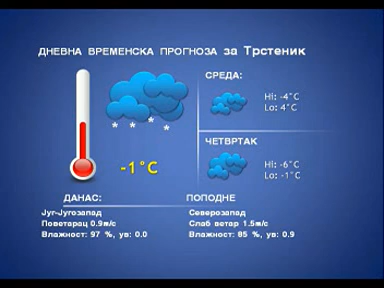 ДНЕВНА ВРЕМЕНСКА ПРОГНОЗА за Трстеник
СРЕДА:
Hi: -4°C
Lo: 4°C
ЧЕТВРТАК
Hi: -6°C
Lo: -1°C
-1°C
ДАНАС:
Југ-Југозапад
Поветарац 0.9м/с
Влажност: 97 %, ув: 0.0
ПОПОДНЕ
Северозапад
Слаб ветар 1.5м/с
Влажност: 85 %, ув: 0.9